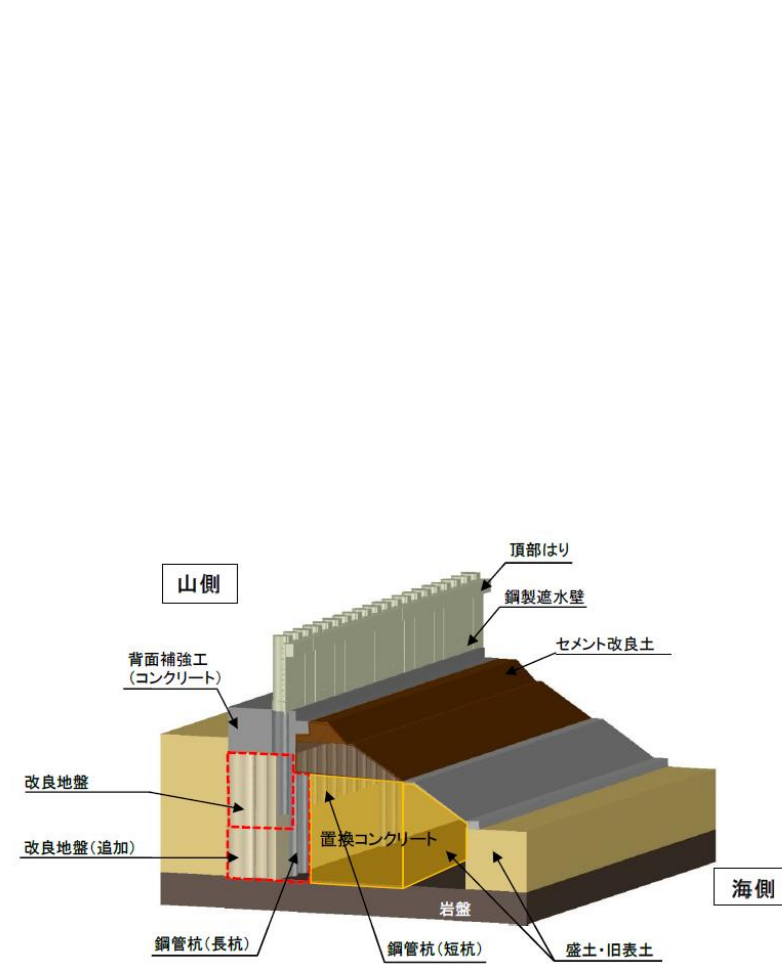 頂部はり
山側
鋼製遮水壁
セメント改良土
背面補強工
（コンクリート）
改良地盤
置換コンクリート
改良地盤（追加）
海側
岩盤
鋼管杭（長杭）
鋼管杭（短杭）
盛土・旧表土